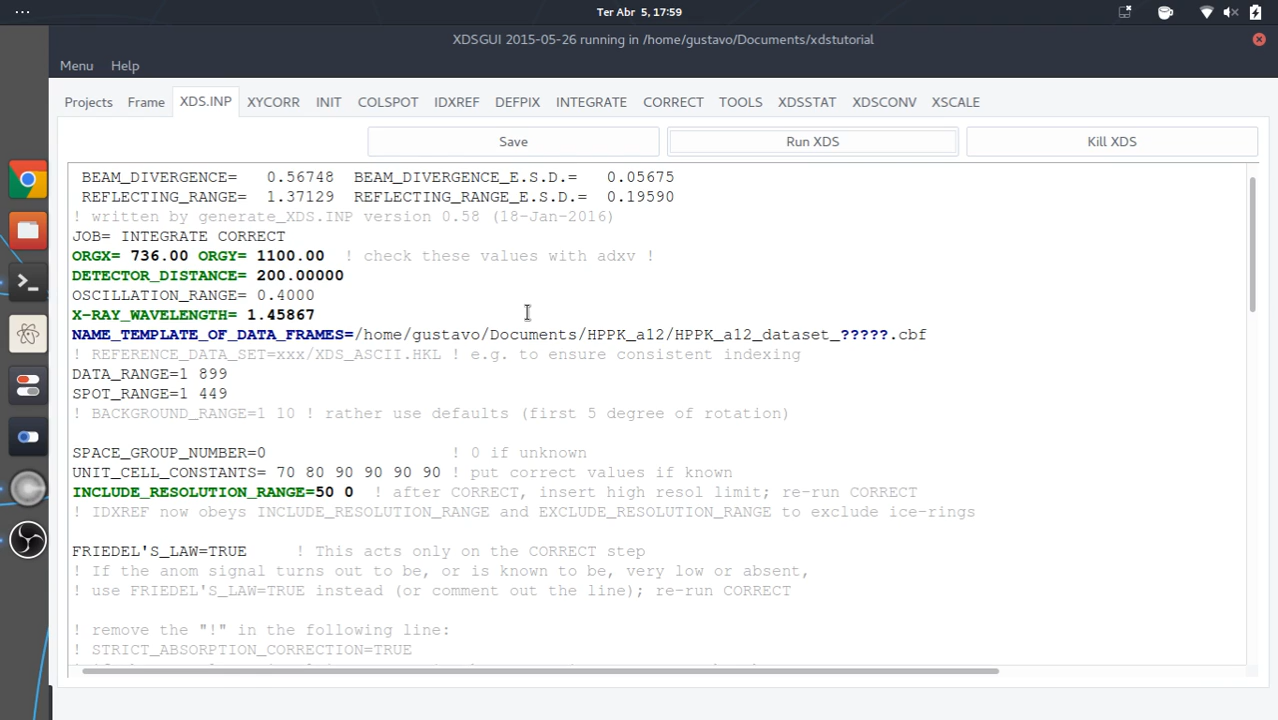 Ter Abr 5, 17:59
XDSGUI 2015-05-26 running in /home/gustavo/Documents/xdstutorial
Menu Help
Projects Frame XDS.INP XYCORR INIT COLSPOT IDXREF DEFPIX INTEGRATE CORRECT TOOLS XDSSTAT XDSCONV XSCALE
Save Run XDS Kill XDS
BEAM_DIVERGENCE= 0.56748 BEAM_DIVERGENCE_E.S.D.= 0.05675
REFLECTING_RANGE= 1.37129 REFLECTING_RANGE_E.S.D.= 0.19590
! written by generate_XDS.INP version 0.58 (18-Jan-2016)
JOB= INTEGRATE CORRECT
ORGX= 736.00 ORGY= 1100.00 ! check these values with adxv !
DETECTOR_DISTANCE= 200.00000
OSCILLATION_RANGE= 0.4000
X-RAY_WAVELENGTH= 1.45867
NAME_TEMPLATE_OF_DATA_FRAMES=/home/gustavo/Documents/HPPK_a12/HPPK_a12_dataset_?????.cbf
! REFERENCE_DATA_SET=xxx/XDS_ASCII.HKL ! e.g. to ensure consistent indexing
DATA_RANGE=1 899
SPOT_RANGE=1 449
! BACKGROUND_RANGE=1 10 ! rather use defaults (first 5 degree of rotation)
SPACE_GROUP_NUMBER=0 ! 0 if unknown
UNIT_CELL_CONSTANTS= 70 80 90 90 90 90 ! put correct values if known
INCLUDE_RESOLUTION_RANGE=50 0 ! after CORRECT, insert high resol limit; re-run CORRECT
! IDXREF now obeys INCLUDE_RESOLUTION_RANGE and EXCLUDE_RESOLUTION_RANGE to exclude ice-rings
FRIEDEL'S_LAW=TRUE ! This acts only on the CORRECT step
! If the anom signal turns out to be, or is known to be, very low or absent,
! use FRIEDEL'S_LAW=TRUE instead (or comment out the line); re-run CORRECT
! remove the "!" in the following line:
! STRICT_ABSORPTION_CORRECTION=TRUE